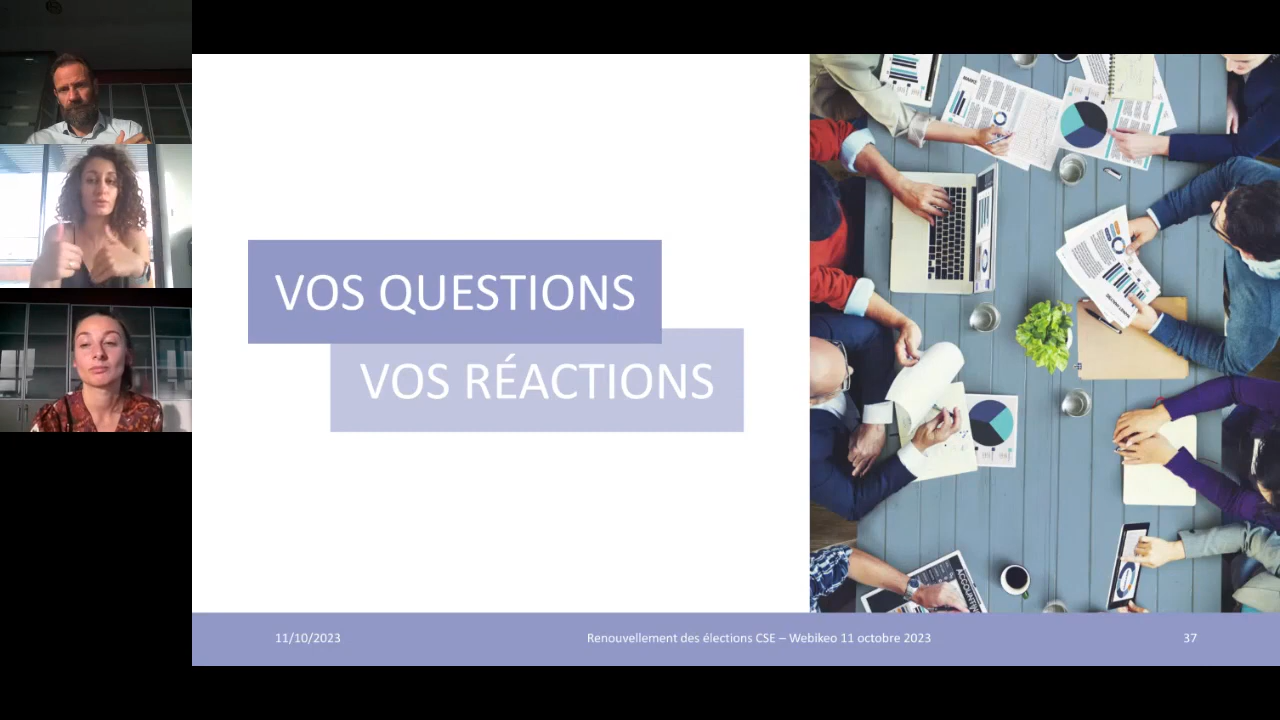 VOS QUESTIONS
VOS RÉACTIONS
11/10/2023
Renouvellement des élections CSE – Webikeo 11 octobre 2023
37